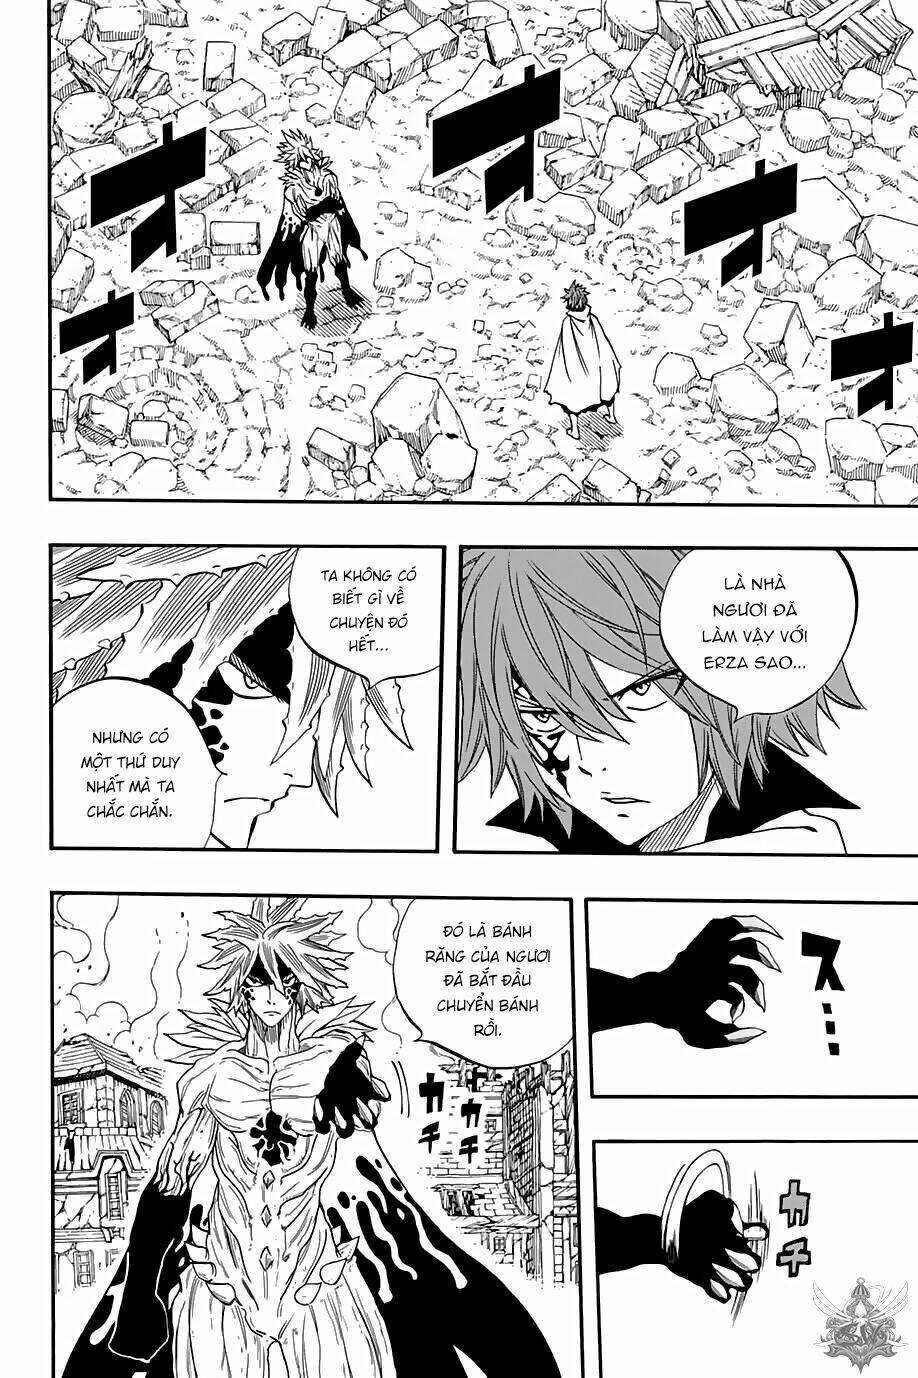 オ
オ
オ
オ
オ
LÀ NHÀ
NGƯƠI ĐÃ
LÀM VẬY VỚI
ERZA SAO...
TA KHÔNG CÓ
BIẾT GÌ VỀ
CHUYỆN ĐÓ
HẾT...
NHƯNG CÓ
MỘT THỨ DUY
NHẤT MÀ TA
CHẮC CHẮN.
ス…
ĐÓ LÀ BÁNH
RĂNG CỦA NGƯƠI
ĐÃ BẮT ĐẦU
CHUYỂN BÁNH
RỒI.
カチ
カチ
カチ